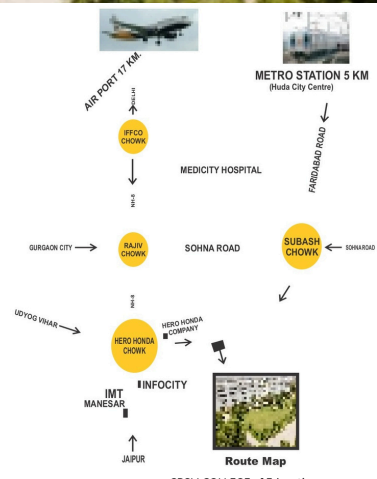 AIR PORT 17 KM.
METRO STATION 5 KM
(Huda City Centre)
DELHI
IFFCO
CHOWK
FARIDABAD ROAD
MEDICITY HOSPITAL
NH-8
GURGAON CITY
RAJIV
CHOWK
SOHNA ROAD
SUBASH
CHOWK
SOHNAROAD
NH-8
UDYOG VIHAR
HERO HONDA
CHOWK
HERO HONDA
COMPANY
INFOCITY
IMT
MANESAR
JAIPUR
Route Map